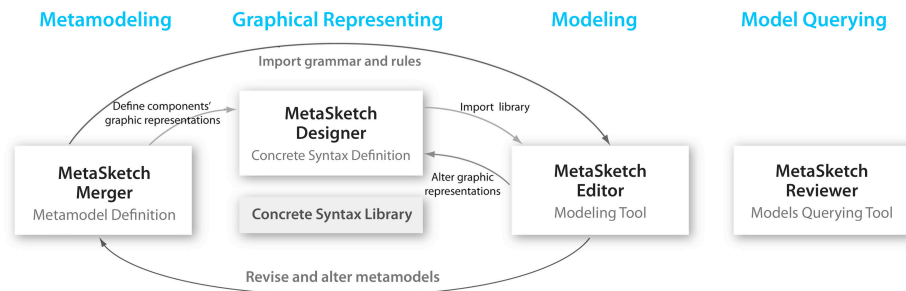 Metamodeling
Graphical Representing
Modeling
Model Querying
Import grammar and rules
Define components'
graphic representations
Import library
MetaSketch
Designer
Concrete Syntax Definition
MetaSketch
Merger
Metamodel Definition
Alter graphic
representations
MetaSketch
Editor
Modeling Tool
MetaSketch
Reviewer
Models Querying Tool
Concrete Syntax Library
Revise and alter metamodels